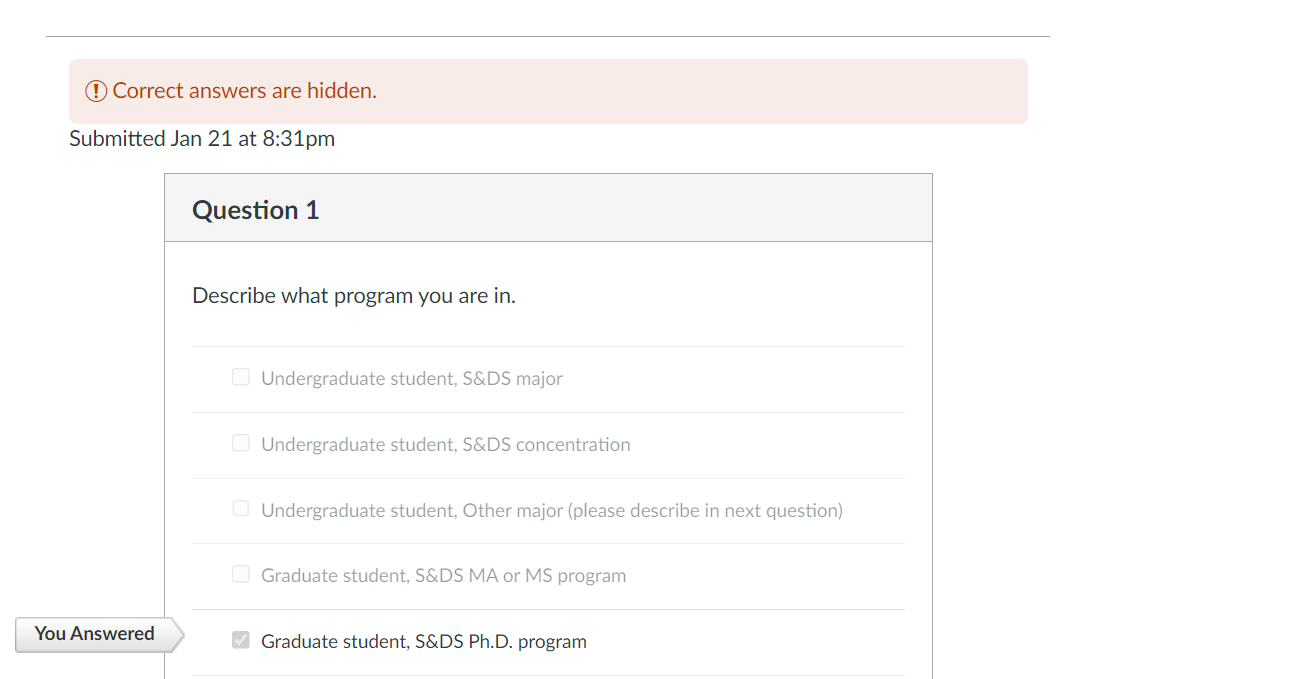 Correct answers are hidden.
Submitted Jan 21 at 8:31pm
Question 1
Describe what program you are in.
Undergraduate student, S&DS major
Undergraduate student, S&DS concentration
Undergraduate student, Other major (please describe in next question)
Graduate student, S&DS MA or MS program
You Answered
Graduate student, S&DS Ph.D. program